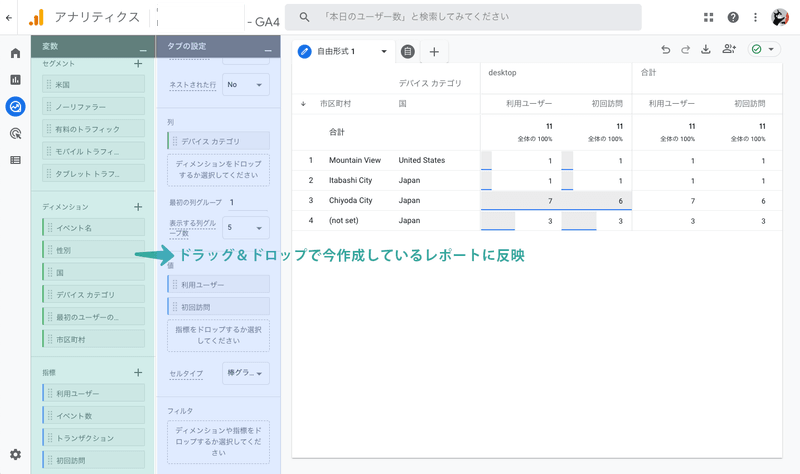 アナリティクス
- GA4
「本日のユーザー数」と検索してみてください
変数
セグメント
米国
ノーリファラー
有料のトラフィック
モバイル トラフィ...
タブレット トラフ...
ディメンション
イベント名
性別
国
デバイス カテゴリ
最初のユーザーの...
市区町村
指標
利用ユーザー
イベント数
トランザクション
初回訪問
タブの設定
ネストされた行
No
列
デバイス カテゴリ
ディメンションをドロップ
するか選択してください
最初の列グループ 1
表示する列グルー
プ数
5
値
利用ユーザー
初回訪問
指標をドロップするか選択
してください
セルタイプ
棒グラ...
フィルタ
ディメンションや指標をド
ロップするか選択してくだ
さい
ドラッグ＆ドロップで今作成しているレポートに反映
自由形式 1
デバイス カテゴリ desktop 合計
市区町村 国 利用ユーザー 初回訪問 利用ユーザー 初回訪問
合計 11 11 11 11
全体の 100% 全体の 100% 全体の 100% 全体の 100%
1 Mountain View United States 1 1 1 1
2 Itabashi City Japan 1 1 1 1
3 Chiyoda City Japan 7 6 7 6
4 (not set) Japan 3 3 3 3